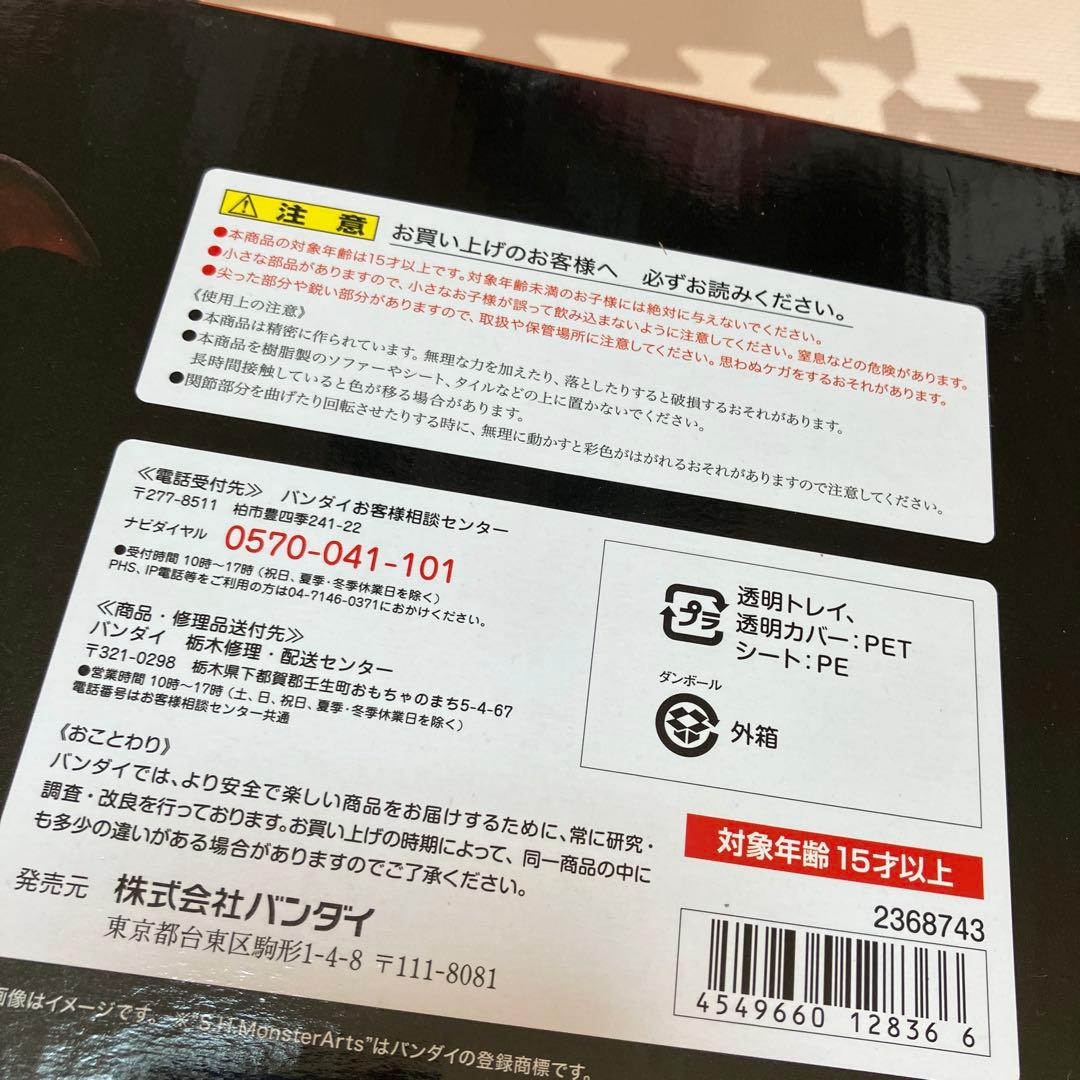 注意 お買い上げのお客様へ 必ずお読みください。
●本商品の対象年齢は15才以上です。対象年齢未満のお子様には絶対に与えないでください。
●小さな部品がありますので、小さなお子様が誤って飲み込まないように注意してください。窒息などの危険があります。
●尖った部分や鋭い部分がありますので、取扱や保管場所に注意してください。思わぬケガをするおそれがあります。
《使用上の注意》
●本商品は精密に作られています。無理な力を加えたり、落としたりすると破損するおそれがあります。
●本商品を樹脂製のソファーやシート、タイルなどの上に置かないでください。
長時間接触していると色が移る場合があります。
●関節部分を曲げたり回転させたりする時に、無理に動かすと彩色がはがれるおそれがありますので注意してください。
≪電話受付先≫ バンダイお客様相談センター
〒277-8511 柏市豊四季241-22
ナビダイヤル 0570-041-101
●受付時間 10時～17時（祝日、夏季・冬季休業日を除く）
PHS、IP電話等をご利用の方は04-7146-0371におかけください。
≪商品・修理品送付先≫
バンダイ 栃木修理・配送センター
〒321-0298 栃木県下都賀郡壬生町おもちゃのまち5-4-67
●営業時間 10時～17時（土、日、祝日、夏季・冬季休業日を除く）
電話番号はお客様相談センター共通
《おことわり》
バンダイでは、より安全で楽しい商品をお届けするために、常に研究・
調査・改良を行っております。お買い上げの時期によって、同一商品の中に
も多少の違いがある場合がありますのでご了承ください。
発売元 株式会社バンダイ
東京都台東区駒形1-4-8 〒111-8081
プラ
透明トレイ、
透明カバー：PET
シート：PE
ダンボール
外箱
対象年齢 15才以上
2368743
4549660 12836 6
画像はイメージです。 ※"S.H.MonsterArts"はバンダイの登録商標です。